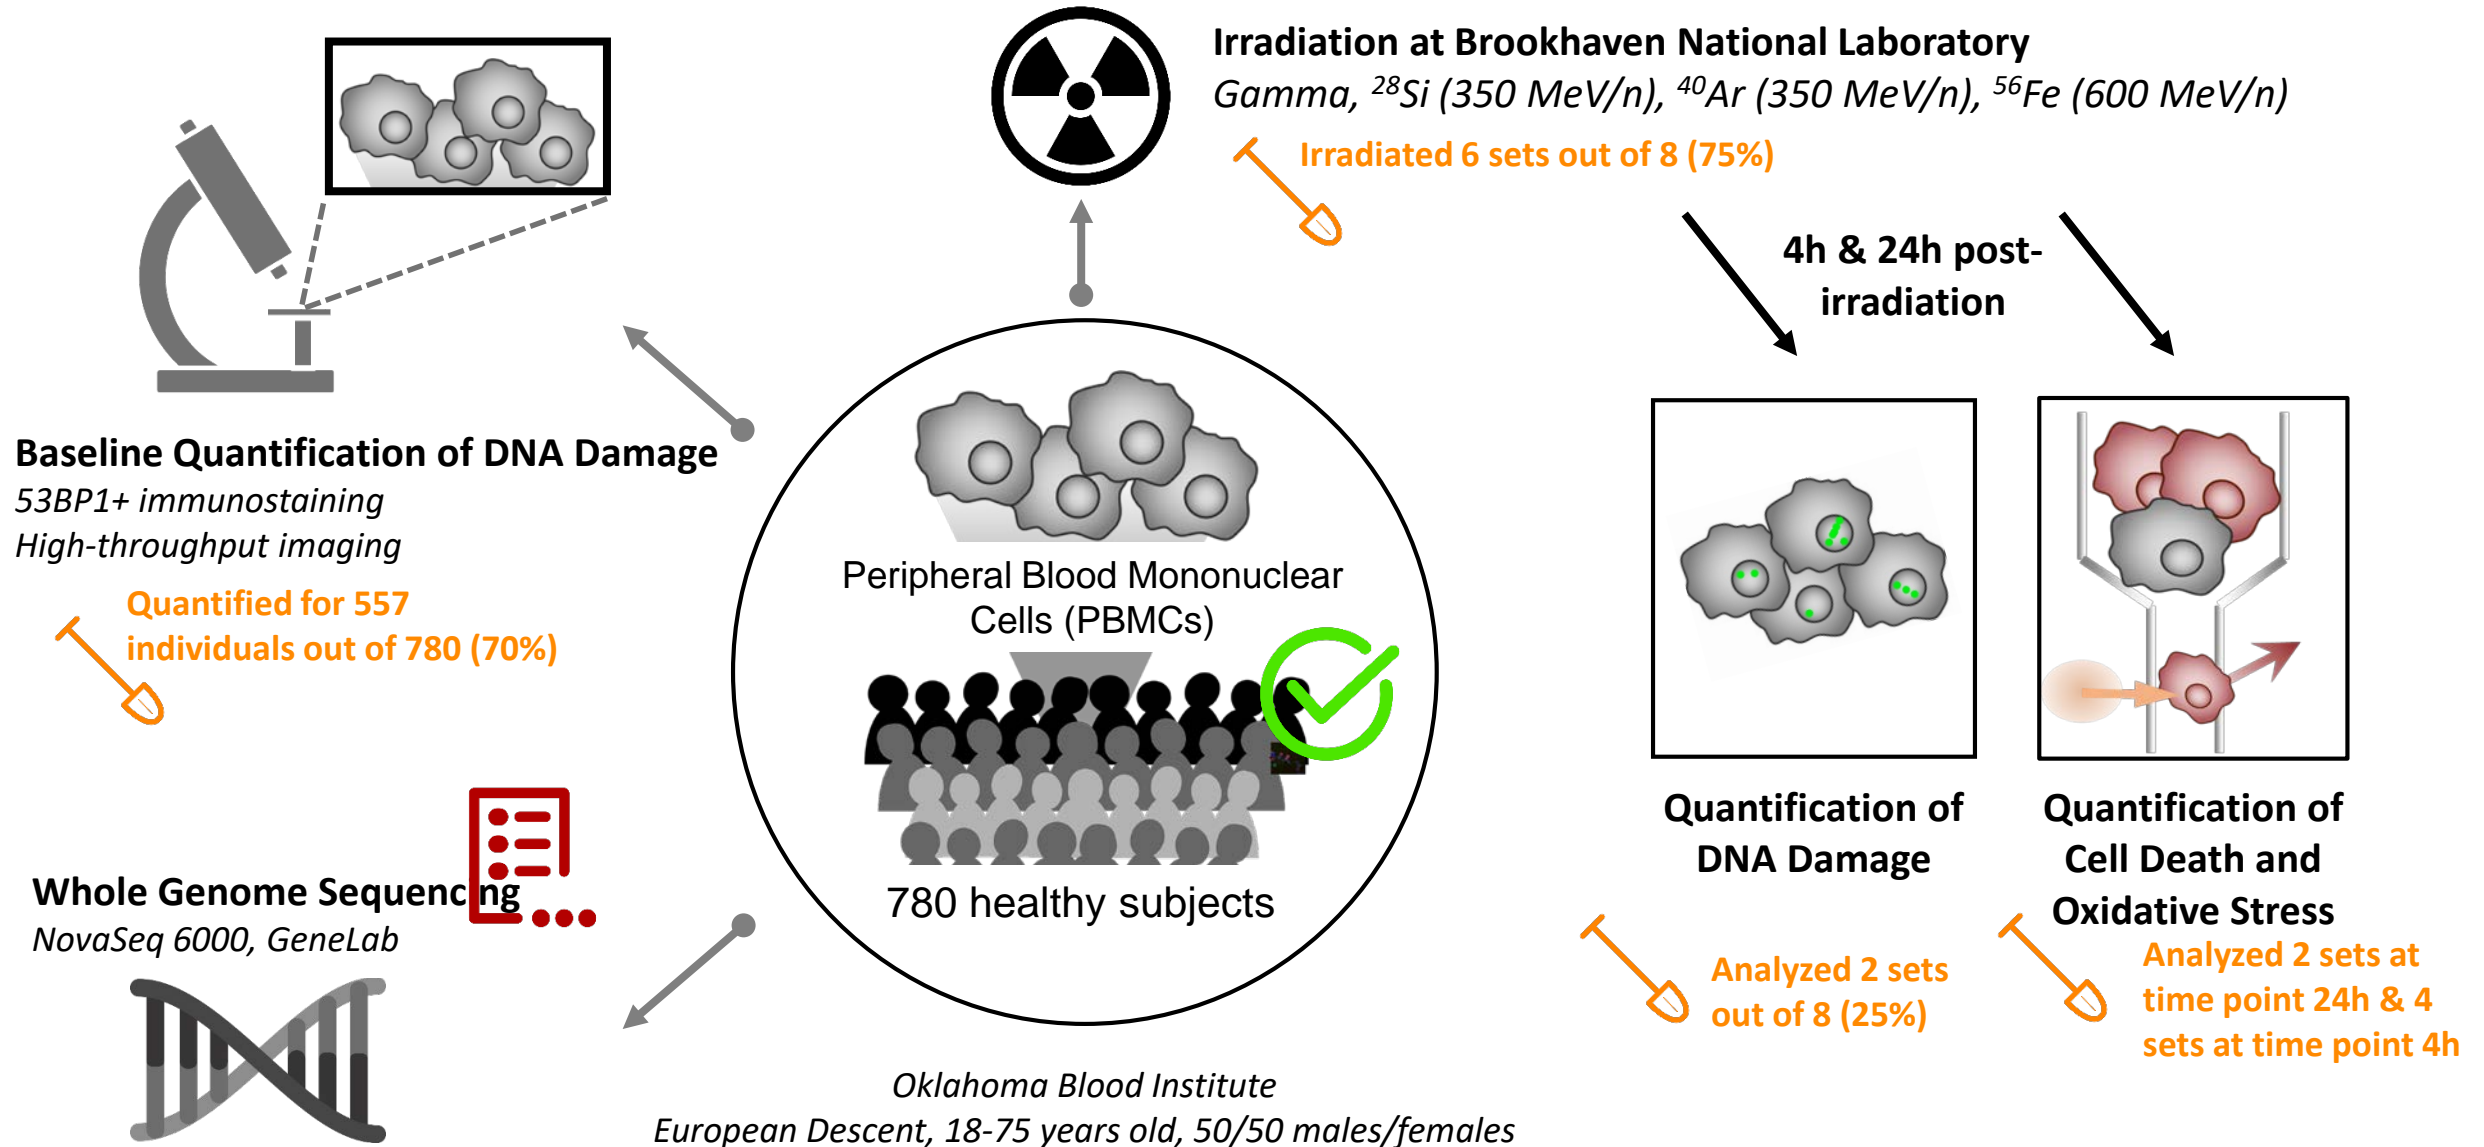 Irradiation at Brookhaven National Laboratory
Gamma, ²⁸Si (350 MeV/n), ⁴⁰Ar (350 MeV/n), ⁵⁶Fe (600 MeV/n)
Irradiated 6 sets out of 8 (75%)
4h & 24h post-
irradiation
Baseline Quantification of DNA Damage
53BP1+ immunostaining
High-throughput imaging
Quantified for 557
individuals out of 780 (70%)
Peripheral Blood Mononuclear
Cells (PBMCs)
780 healthy subjects
Whole Genome Sequencing
NovaSeq 6000, GeneLab
Oklahoma Blood Institute
European Descent, 18-75 years old, 50/50 males/females
Quantification of
DNA Damage
Analyzed 2 sets
out of 8 (25%)
Quantification of
Cell Death and
Oxidative Stress
Analyzed 2 sets at
time point 24h & 4
sets at time point 4h